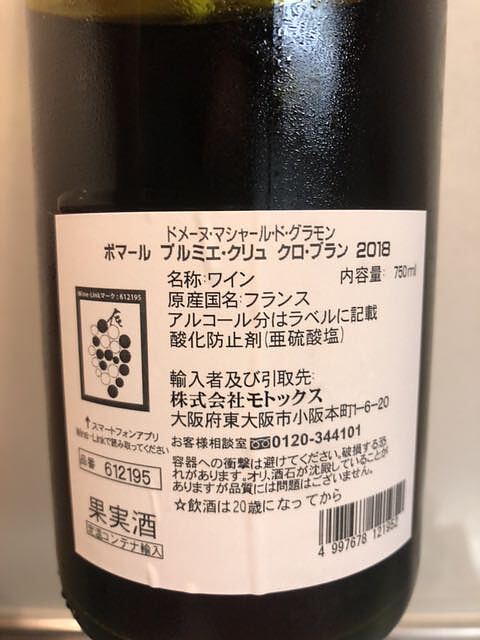 ドメーヌ・マシャールド・グラモン
ポマール プルミエ・クリュ クロ・ブラン 2018
名称:ワイン 内容量: 750ml
原産国名:フランス
アルコール分はラベルに記載
酸化防止剤(亜硫酸塩)
Wine-Linkマーク:612195
輸入者及び引取先:
株式会社モトックス
大阪府東大阪市小阪本町1-6-20
お客様相談室 0120-344101
↑スマートフォンアプリ
Wine-Linkで読み取ってください
品番 612195
容器への衝撃は避けてください。破損する恐
れがあります。オリ、酒石が沈殿していることが
ありますが品質には問題はございません。
☆飲酒は20歳になってから
果実酒
定温コンテナ輸入
4 997678 121952